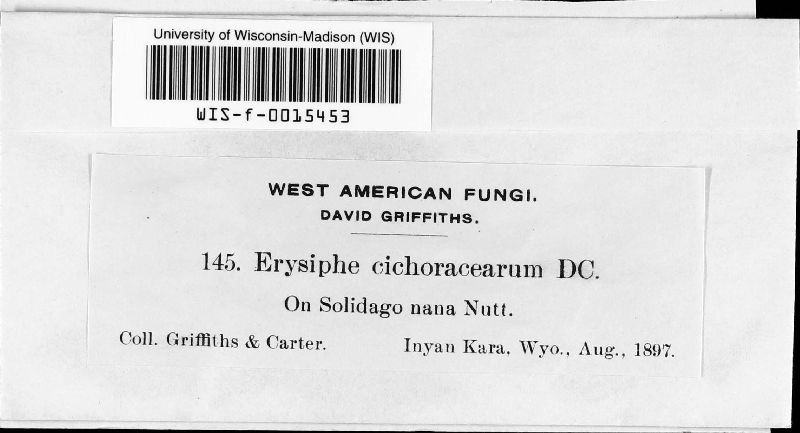 University of Wisconsin-Madison (WIS)
WIS-f-0015453
WEST AMERICAN FUNGI.
DAVID GRIFFITHS.
145. Erysiphe cichoracearum DC.
On Solidago nana Nutt.
Coll. Griffiths & Carter. Inyan Kara, Wyo., Aug., 1897.